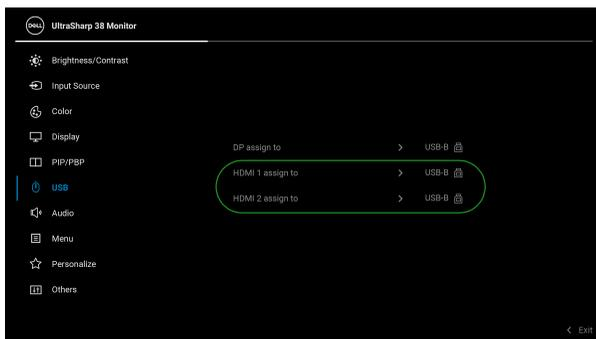 DELL UltraSharp 38 Monitor
Brightness/Contrast
Input Source
Color
Display
DP assign to > USB-B
PIP/PBP
HDMI 1 assign to > USB-B
USB
HDMI 2 assign to > USB-B
Audio
Menu
Personalize
Others
< Exit